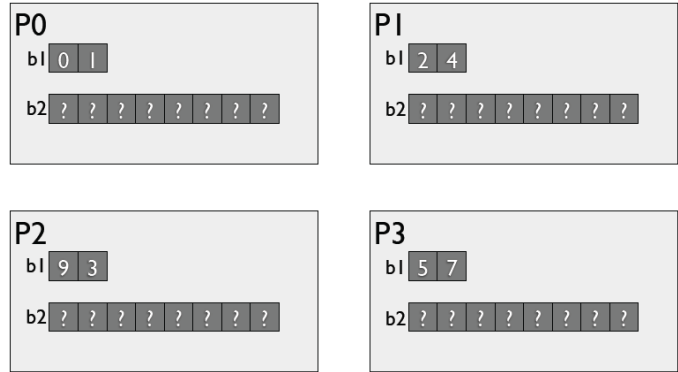 P0
b1 0 1
b2 ? ? ? ? ? ? ? ?
P1
b1 2 4
b2 ? ? ? ? ? ? ? ?
P2
b1 9 3
b2 ? ? ? ? ? ? ? ?
P3
b1 5 7
b2 ? ? ? ? ? ? ? ?